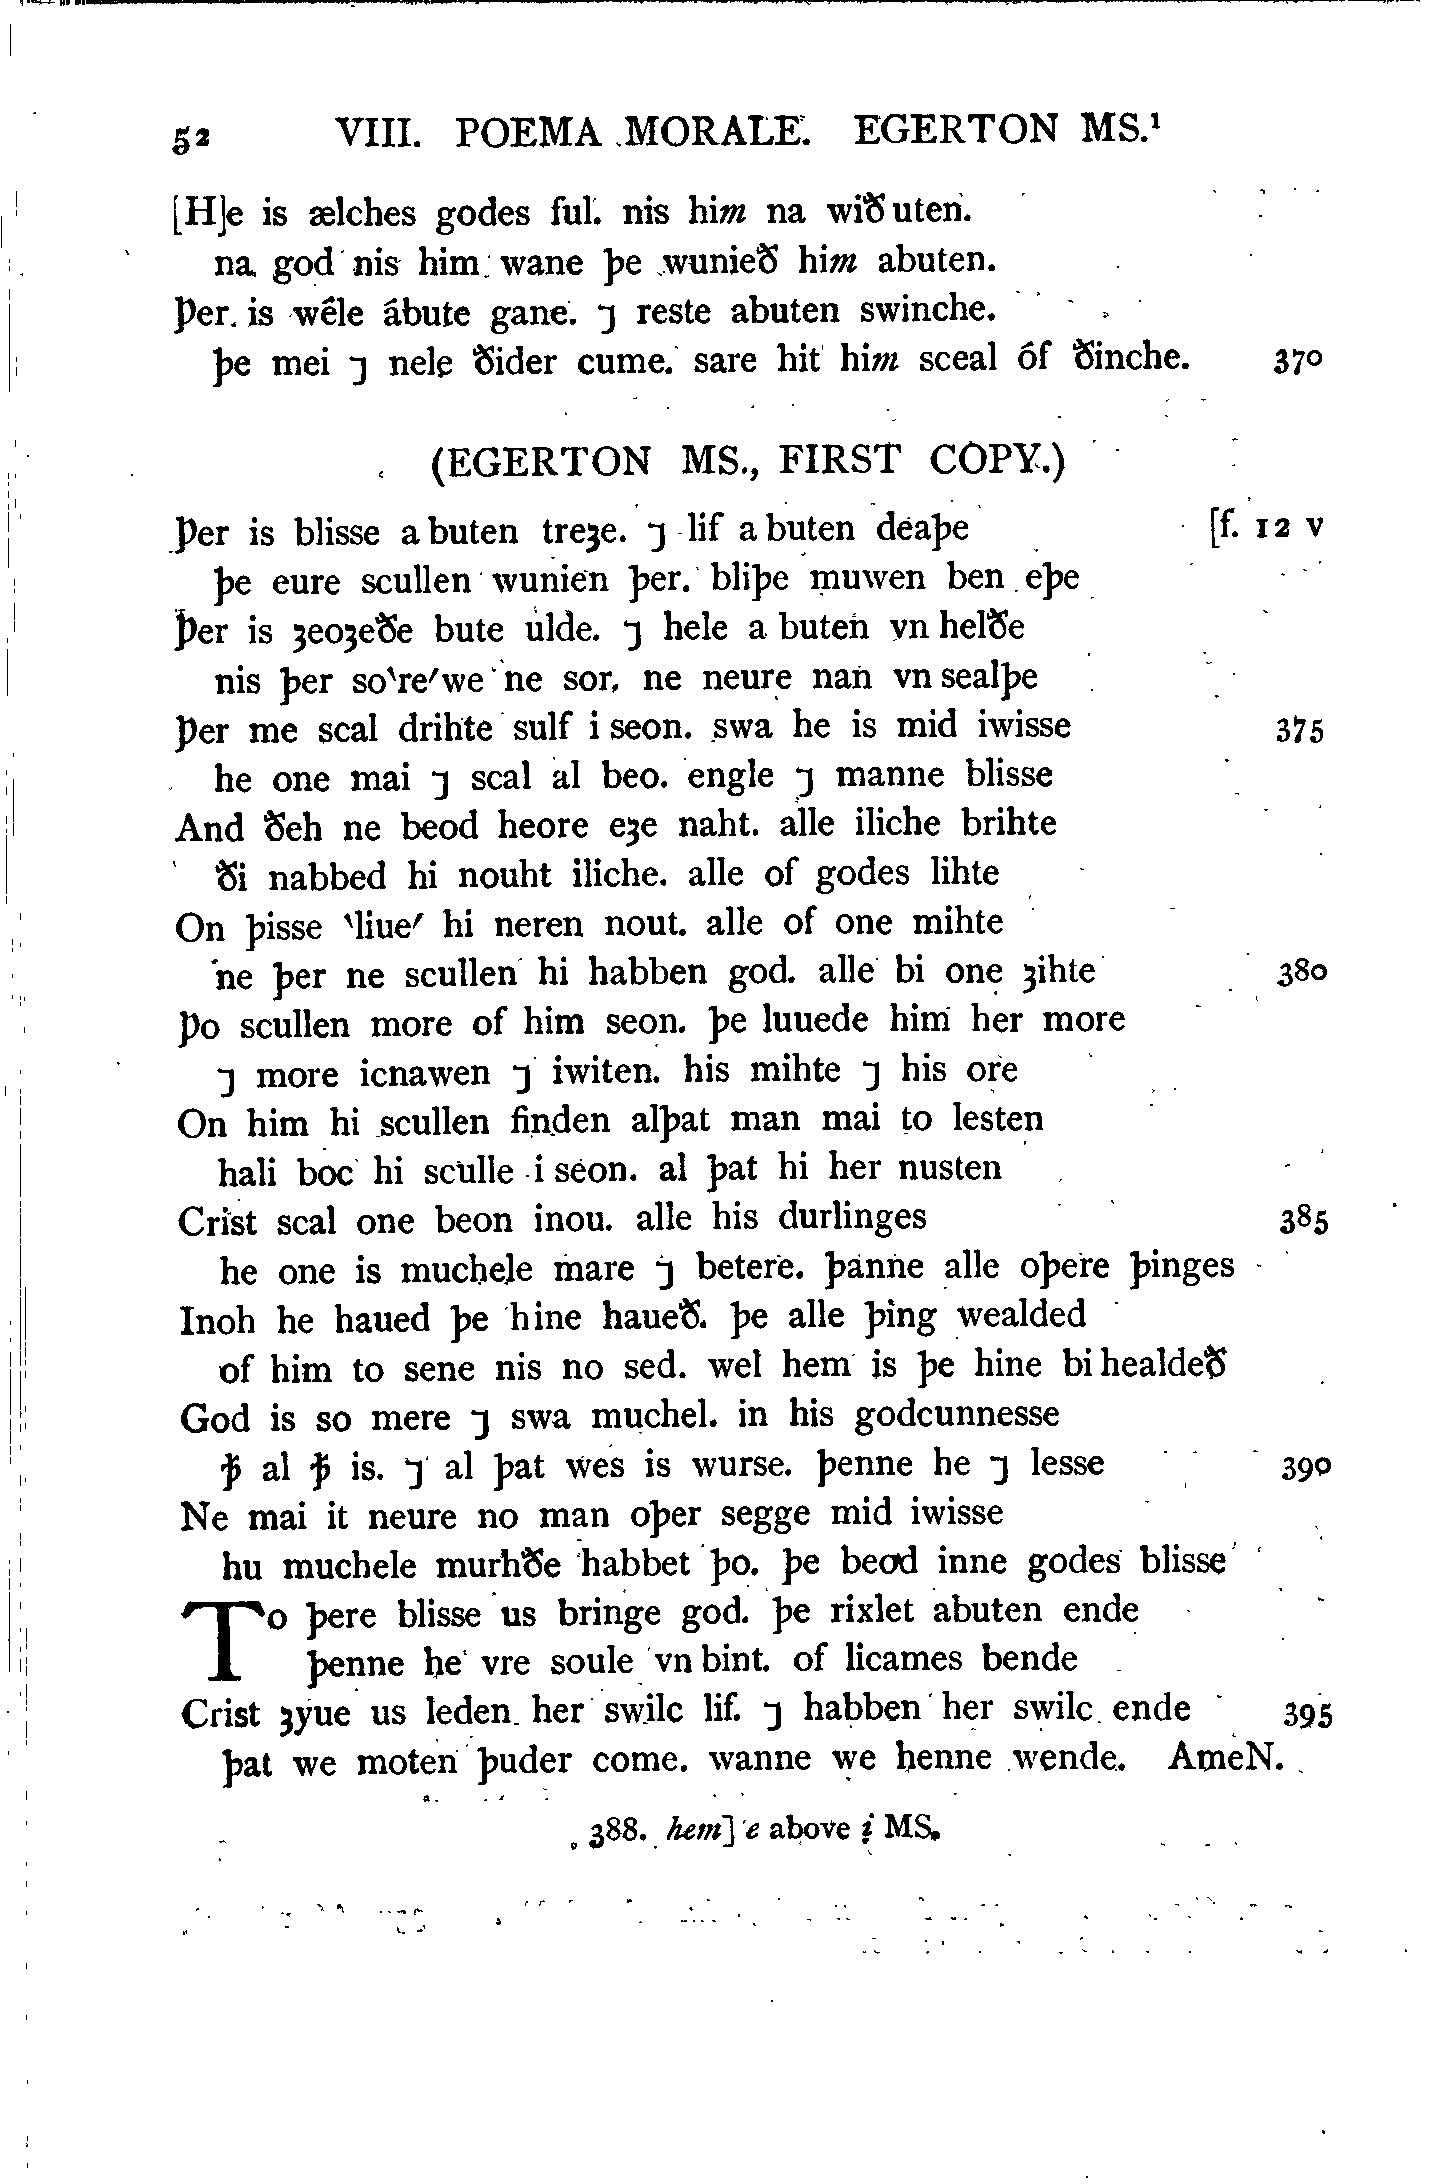 52 VIII. POEMA MORALE. EGERTON MS.¹
[H]e is ælches godes ful. nis him na wiðuten.
na god nis him wane þe wunieð him abuten.
Þer is wêle ábute gane. ⁊ reste abuten swinche.
þe mei ⁊ nele ðider cume. sare hit him sceal óf ðinche. 370
(EGERTON MS., FIRST COPY.)
Þer is blisse a buten treȝe. ⁊ lif a buten deaþe [f. 12 v
þe eure scullen wunien þer. bliþe muwen ben eþe
Þer is ȝeoȝeðe bute ulde. ⁊ hele a buten vn helðe
nis þer soˋreˊwe ne sor, ne neure nan vn sealþe
Þer me scal drihte sulf i seon. swa he is mid iwisse 375
he one mai ⁊ scal al beo. engle ⁊ manne blisse
And ðeh ne beod heore eȝe naht. alle iliche brihte
ði nabbed hi nouht iliche. alle of godes lihte
On þisse ˋliueˊ hi neren nout. alle of one mihte
ne þer ne scullen hi habben god. alle bi one ȝihte 380
Þo scullen more of him seon. þe luuede him her more
⁊ more icnawen ⁊ iwiten. his mihte ⁊ his ore
On him hi scullen finden alþat man mai to lesten
hali boc hi sculle i seon. al þat hi her nusten
Crist scal one beon inou. alle his durlinges 385
he one is muchele mare ⁊ betere. þanne alle oþere þinges
Inoh he haued þe hine haueð. þe alle þing wealded
of him to sene nis no sed. wel hem is þe hine bi healdeð
God is so mere ⁊ swa muchel. in his godcunnesse
ꝥ al ꝥ is. ⁊ al þat wes is wurse. þenne he ⁊ lesse 390
Ne mai it neure no man oþer segge mid iwisse
hu muchele murhðe habbet þo. þe beod inne godes blisse
To þere blisse us bringe god. þe rixlet abuten ende
þenne he vre soule vn bint. of licames bende
Crist ȝyue us leden her swilc lif. ⁊ habben her swilc ende 395
þat we moten þuder come. wanne we henne wende. AmeN.
388. hem] e above i MS.